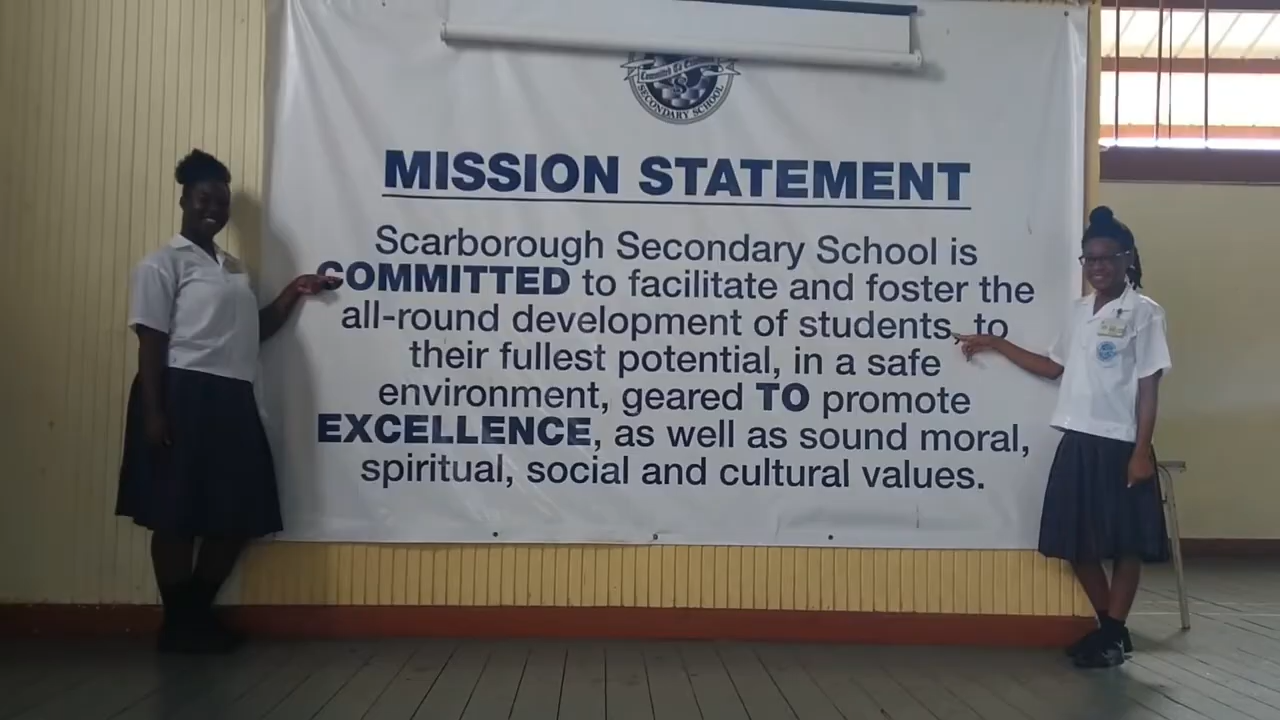 SECONDARY SCHOOL
MISSION STATEMENT
Scarborough Secondary School is
COMMITTED to facilitate and foster the
all-round development of students, to
their fullest potential, in a safe
environment, geared TO promote
EXCELLENCE, as well as sound moral,
spiritual, social and cultural values.